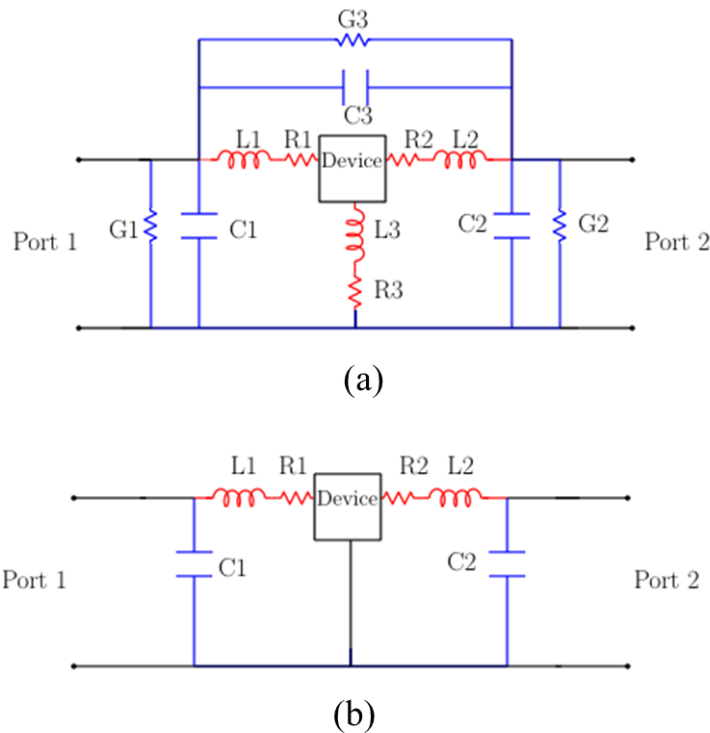 G3
C3
L1 R1 Device R2 L2
Port 1 G1 C1 L3 C2 G2 Port 2
R3
(a)
L1 R1 Device R2 L2
Port 1 C1 C2 Port 2
(b)